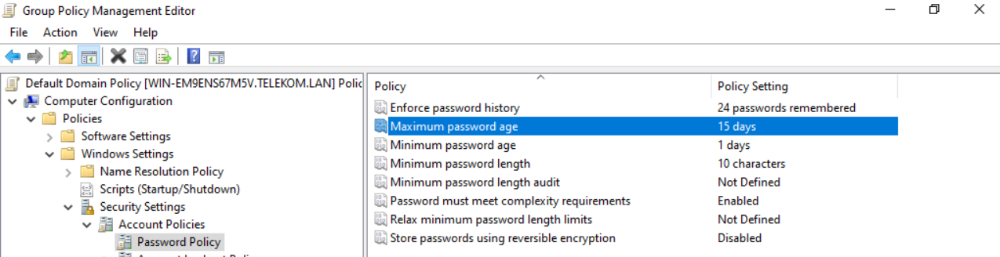 Group Policy Management Editor
File Action View Help
Default Domain Policy [WIN-EM9ENS67M5V.TELEKOM.LAN] Polic
Computer Configuration
Policies
Software Settings
Windows Settings
Name Resolution Policy
Scripts (Startup/Shutdown)
Security Settings
Account Policies
Password Policy
Policy Policy Setting
Enforce password history 24 passwords remembered
Maximum password age 15 days
Minimum password age 1 days
Minimum password length 10 characters
Minimum password length audit Not Defined
Password must meet complexity requirements Enabled
Relax minimum password length limits Not Defined
Store passwords using reversible encryption Disabled